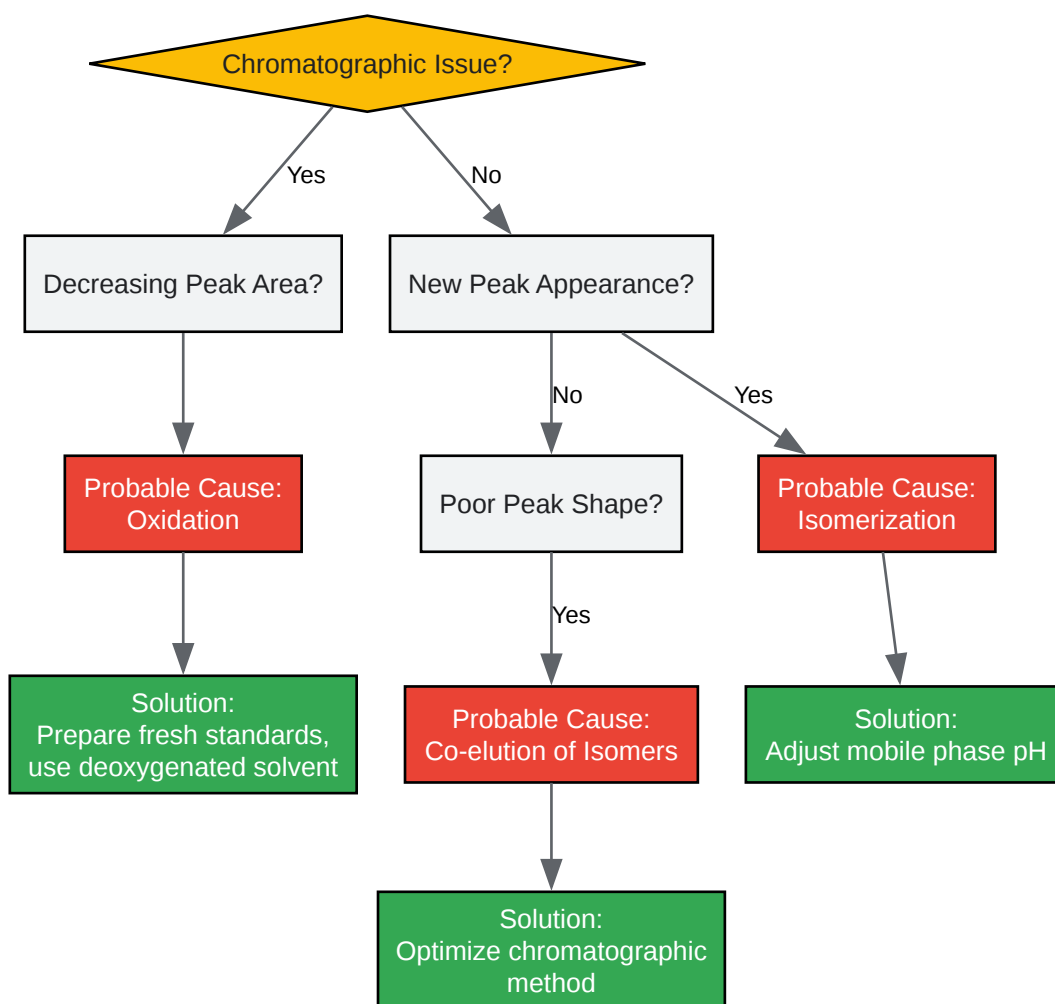 Chromatographic Issue?
Yes
No
Decreasing Peak Area?
New Peak Appearance?
No
Yes
Probable Cause:
Oxidation
Poor Peak Shape?
Probable Cause:
Isomerization
Yes
Solution:
Prepare fresh standards,
use deoxygenated solvent
Probable Cause:
Co-elution of Isomers
Solution:
Adjust mobile phase pH
Solution:
Optimize chromatographic
method